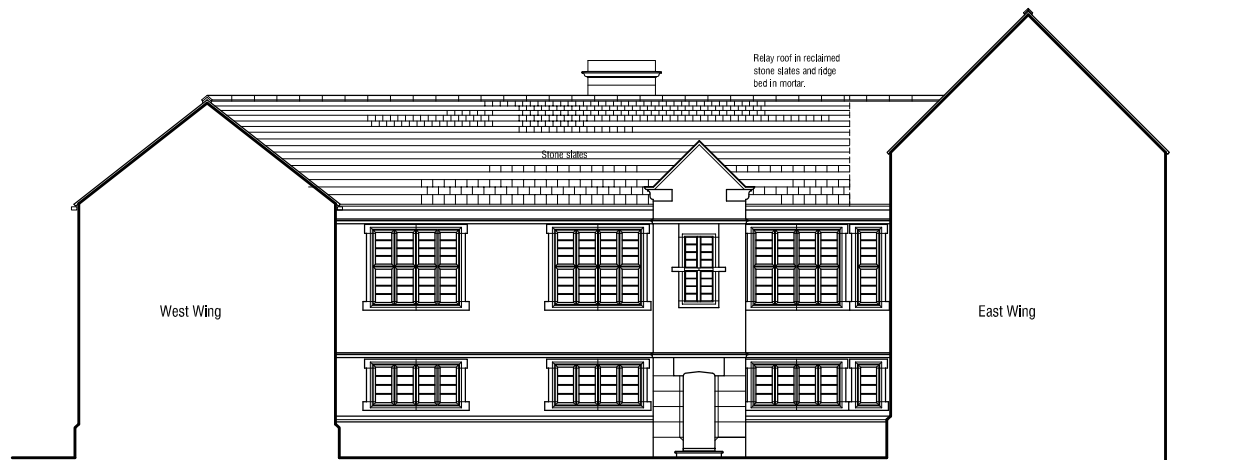 Relay roof in reclaimed
stone slates and ridge
bed in mortar.
Stone slates
West Wing
East Wing